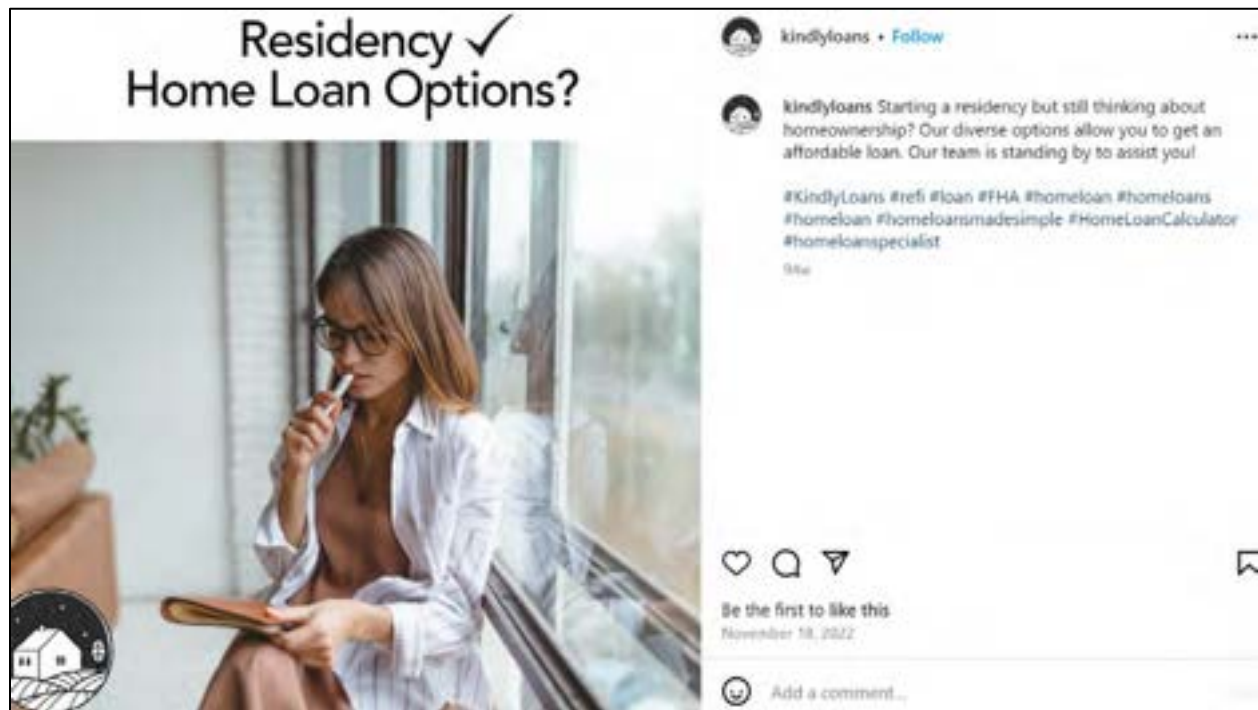 Residency ✓
Home Loan Options?
kindlyloans • Follow
kindlyloans Starting a residency but still thinking about
homeownership? Our diverse options allow you to get an
affordable loan. Our team is standing by to assist you!
#KindlyLoans #refi #loan #FHA #homeloan #homeloans
#homeloan #homeloansmadesimple #HomeLoanCalculator
#homeloanspecialist
94w
Be the first to like this
November 18, 2022
Add a comment...